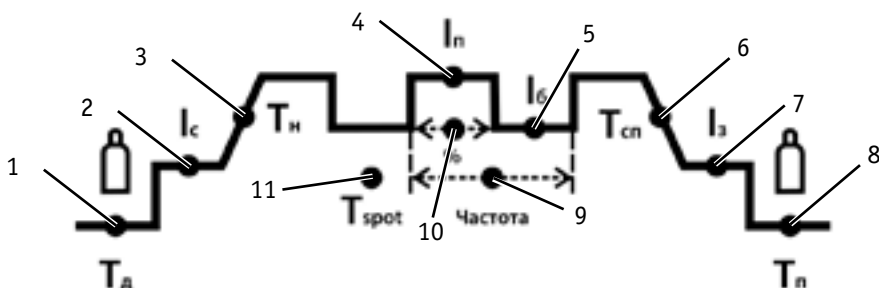 4 Iп 5
3 6
2 Iс Tн Iб Tсп Iз 7
1 % 8
11 Tspot 10 Частота 9
Tд Tп